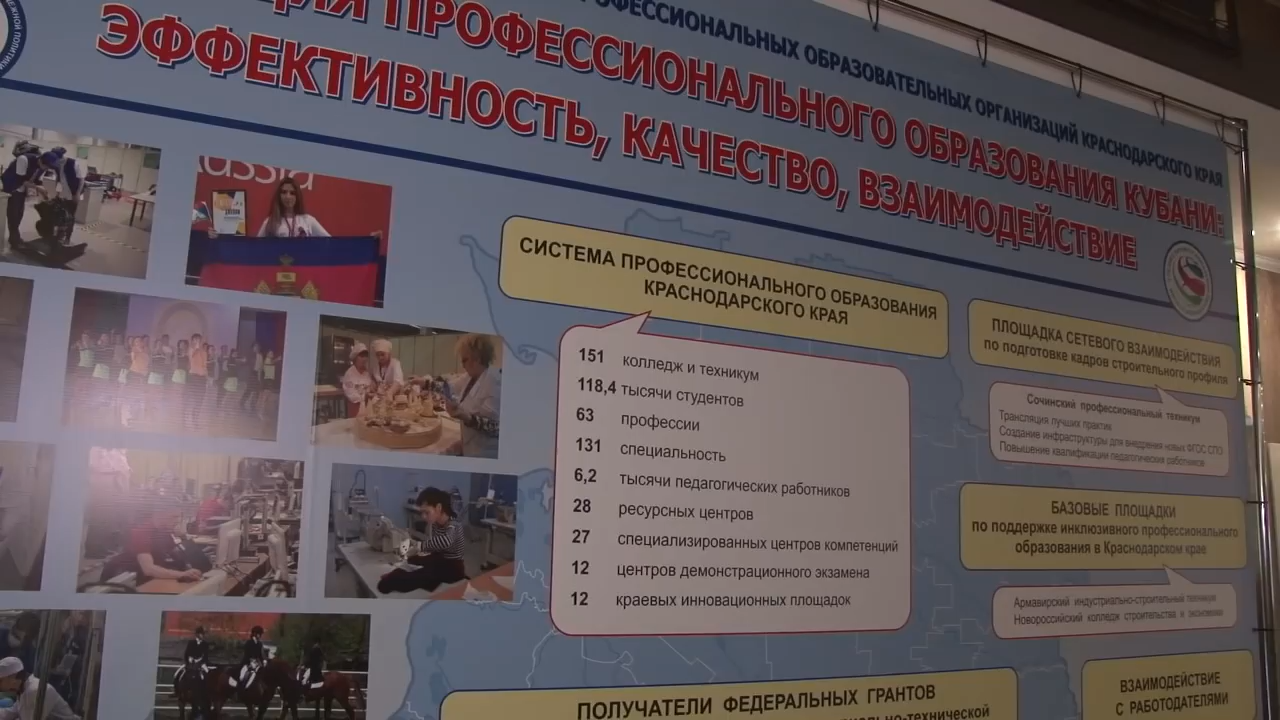 ПРОФЕССИОНАЛЬНЫХ ОБРАЗОВАТЕЛЬНЫХ ОРГАНИЗАЦИЙ КРАСНОДАРСКОГО КРАЯ
ПРОФЕССИОНАЛЬНОГО ОБРАЗОВАНИЯ КУБАНИ:
ЭФФЕКТИВНОСТЬ, КАЧЕСТВО, ВЗАИМОДЕЙСТВИЕ
СИСТЕМА ПРОФЕССИОНАЛЬНОГО ОБРАЗОВАНИЯ
КРАСНОДАРСКОГО КРАЯ
151 колледж и техникум
118,4 тысячи студентов
63 профессии
131 специальность
6,2 тысячи педагогических работников
28 ресурсных центров
27 специализированных центров компетенций
12 центров демонстрационного экзамена
12 краевых инновационных площадок
ПЛОЩАДКА СЕТЕВОГО ВЗАИМОДЕЙСТВИЯ
по подготовке кадров строительного профиля
Сочинский профессиональный техникум
Трансляция лучших практик
Создание инфраструктуры для внедрения новых ФГОС СПО
Повышение квалификации педагогических работников
БАЗОВЫЕ ПЛОЩАДКИ
по поддержке инклюзивного профессионального
образования в Краснодарском крае
Армавирский индустриально-строительный техникум
Новороссийский колледж строительства и экономики
ПОЛУЧАТЕЛИ ФЕДЕРАЛЬНЫХ ГРАНТОВ
ВЗАИМОДЕЙСТВИЕ
С РАБОТОДАТЕЛЯМИ